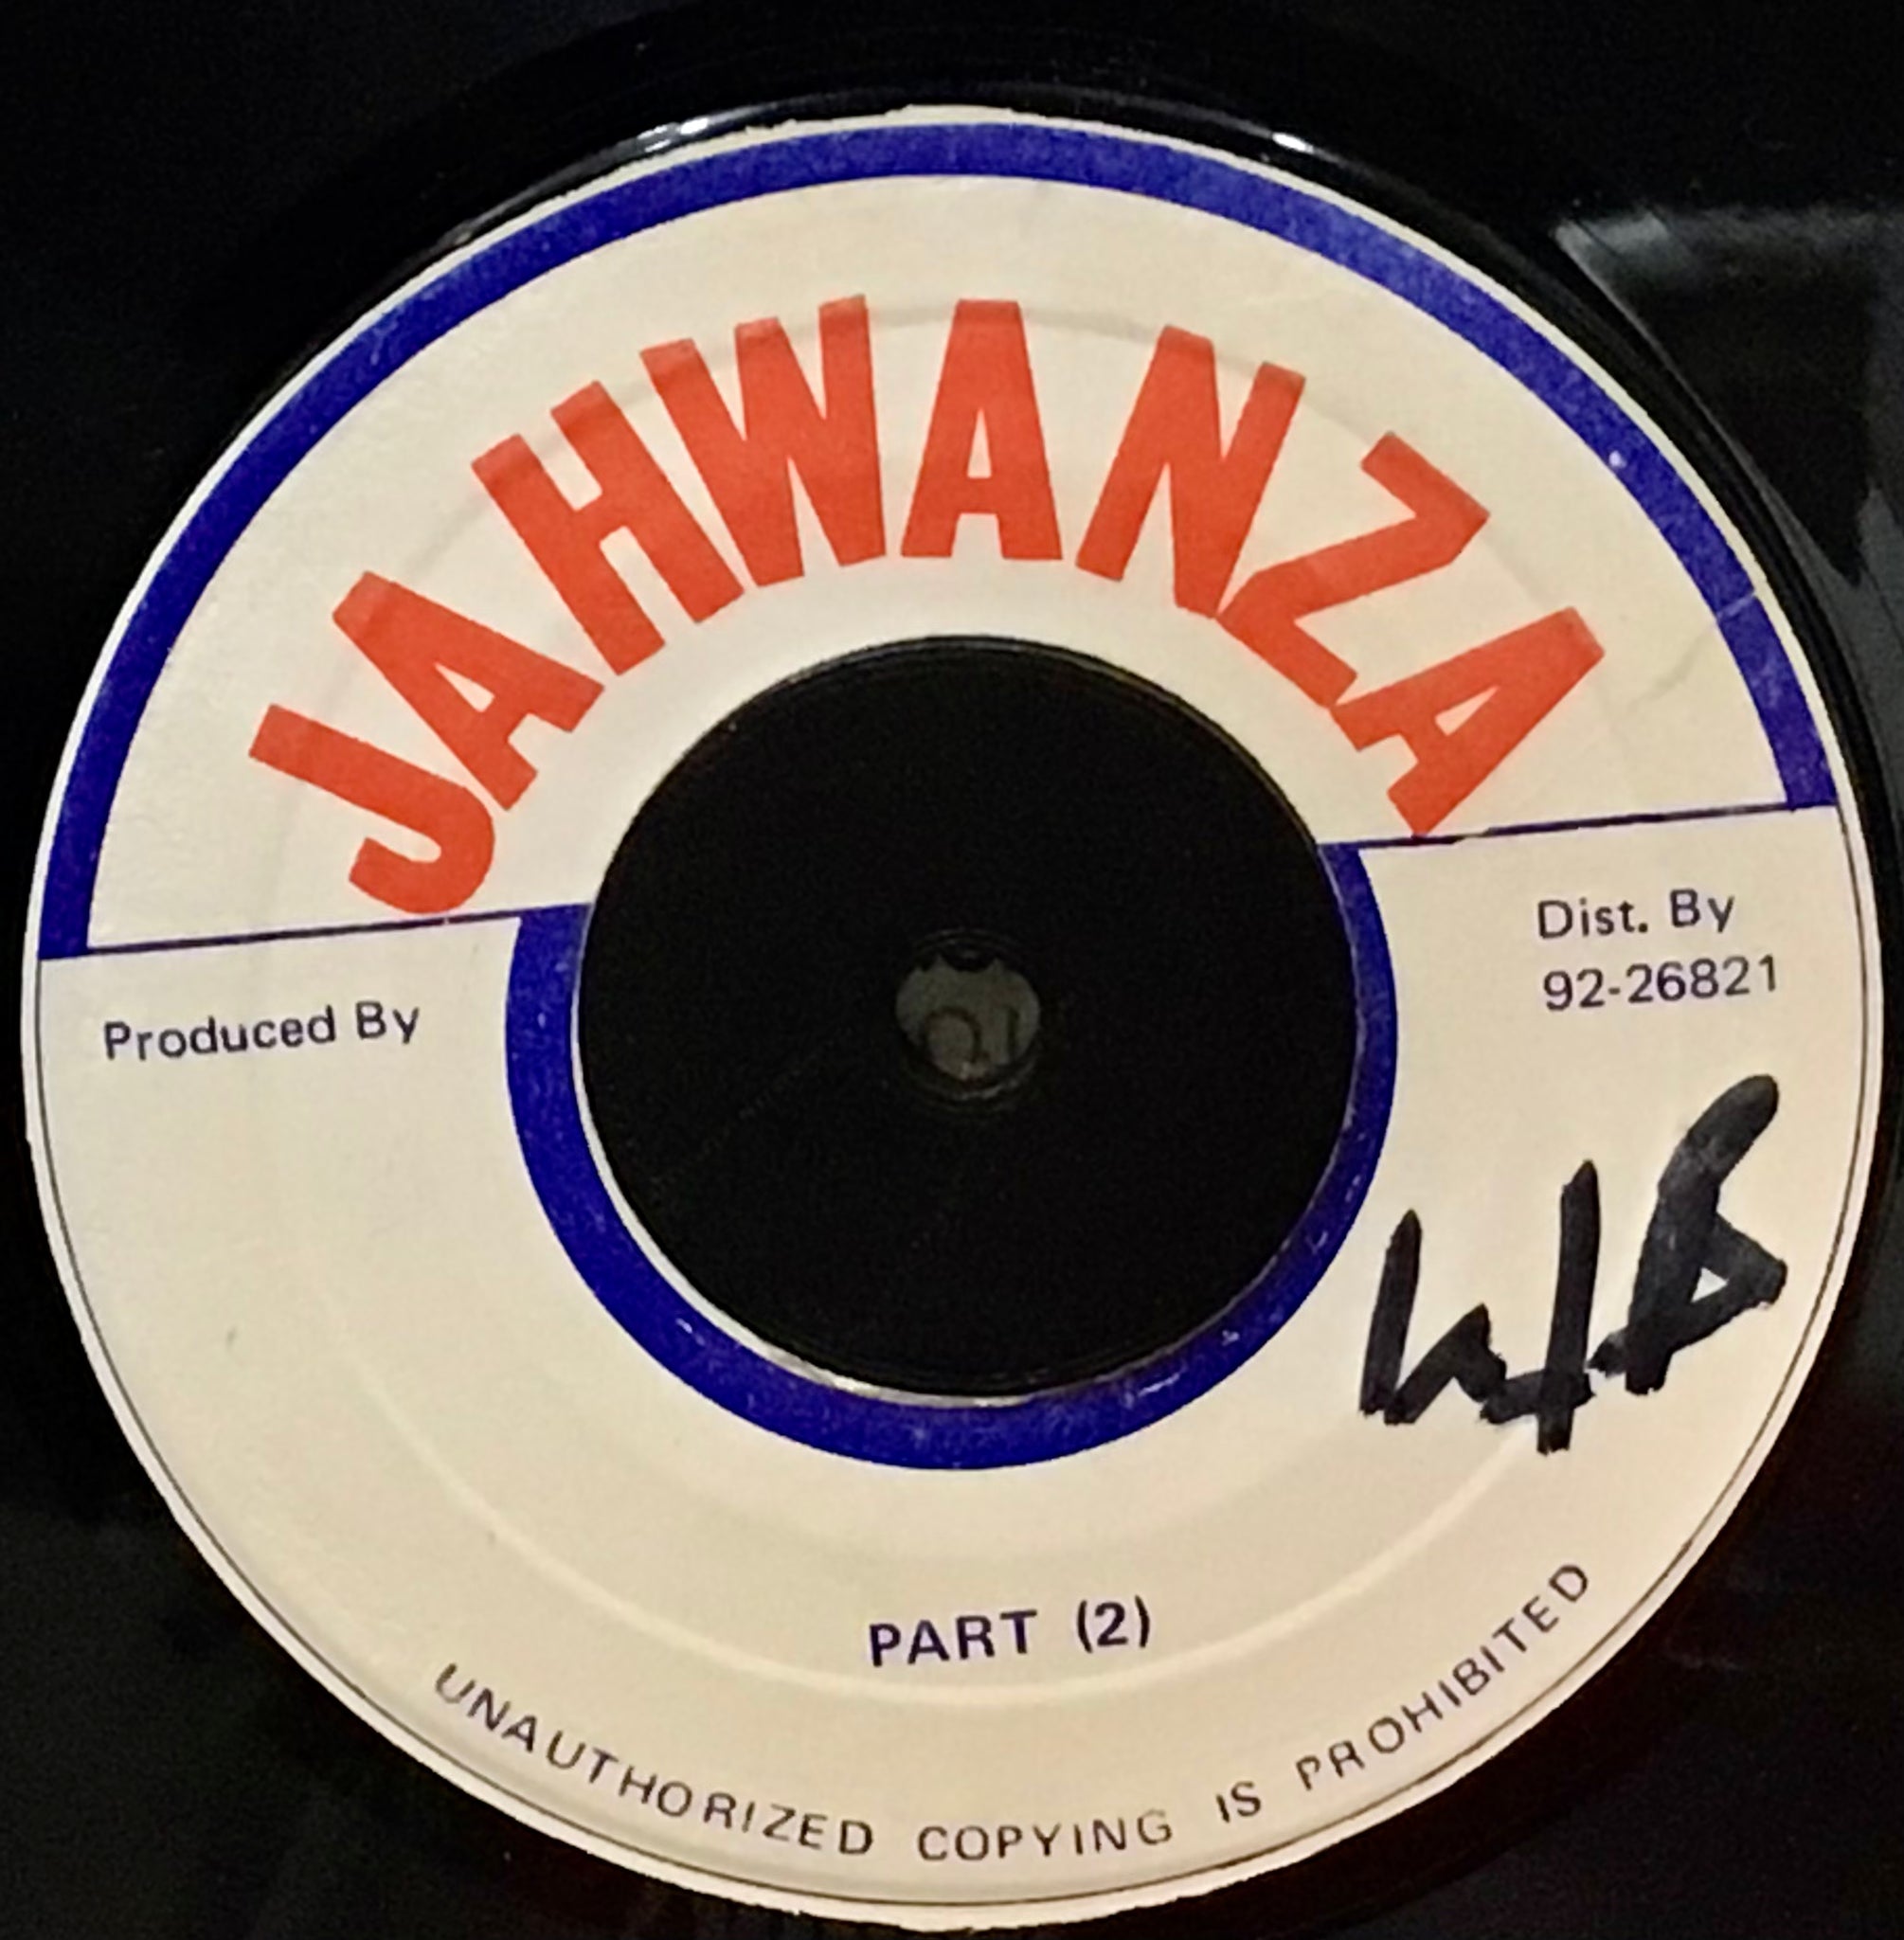 JAHWANZA
Produced By
Dist. By
92-26821
PART (2)
UNAUTHORIZED COPYING IS PROHIBITED